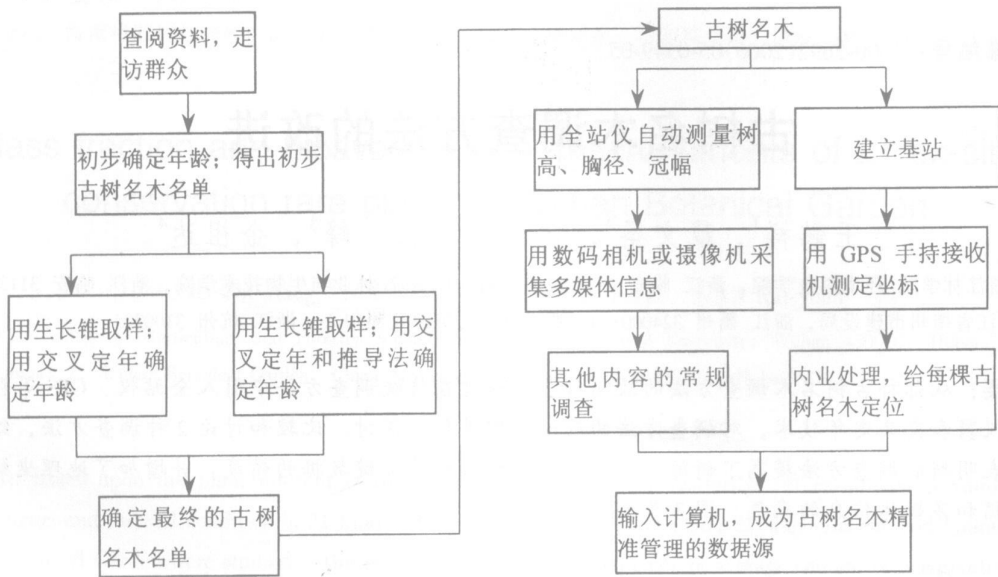 查阅资料，走
访群众
初步确定年龄；得出初步
古树名木名单
用生长锥取样；
用交叉定年确
定年龄
用生长锥取样；用交
叉定年和推导法确
定年龄
确定最终的古树
名木名单
古树名木
用全站仪自动测量树
高、胸径、冠幅
建立基站
用数码相机或摄像机采
集多媒体信息
用 GPS 手持接收
机测定坐标
其他内容的常规
调查
内业处理，给每棵古
树名木定位
输入计算机，成为古树名木精
准管理的数据源